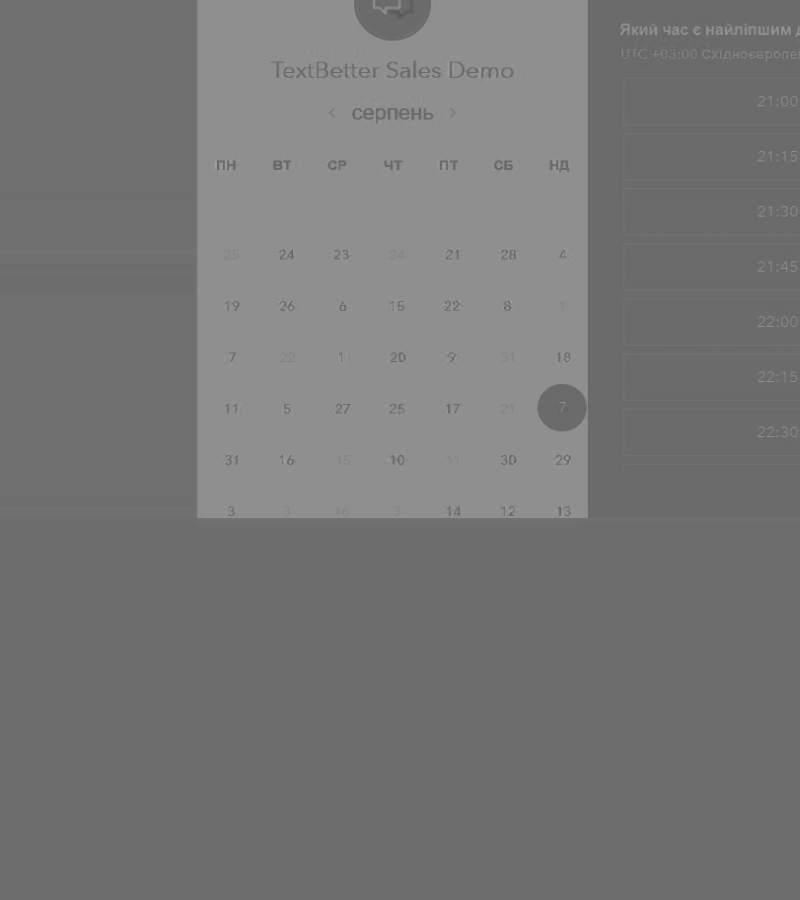 TextBetter Sales Demo
< серпень >
ПН ВТ СР ЧТ ПТ СБ НД
25 24 23 24 21 28 4
19 26 6 15 22 8 1
7 22 1 20 9 31 18
11 5 27 25 17 21 7
31 16 15 10 11 30 29
3 3 16 3 14 12 13
Який час є найліпшим д
UTC +03:00 Східноєвропе
21:00
21:15
21:30
21:45
22:00
22:15
22:30